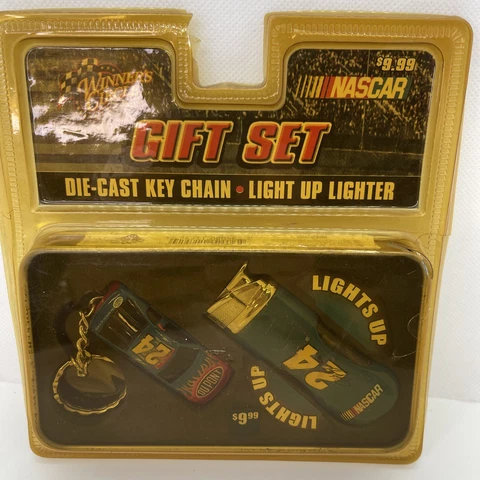 $9.99
WINNER'S
CIRCLE
NASCAR
GIFT SET
DIE-CAST KEY CHAIN • LIGHT UP LIGHTER
LIGHTS UP
24
24
DUPONT
NASCAR
LIGHTS UP
$9.99